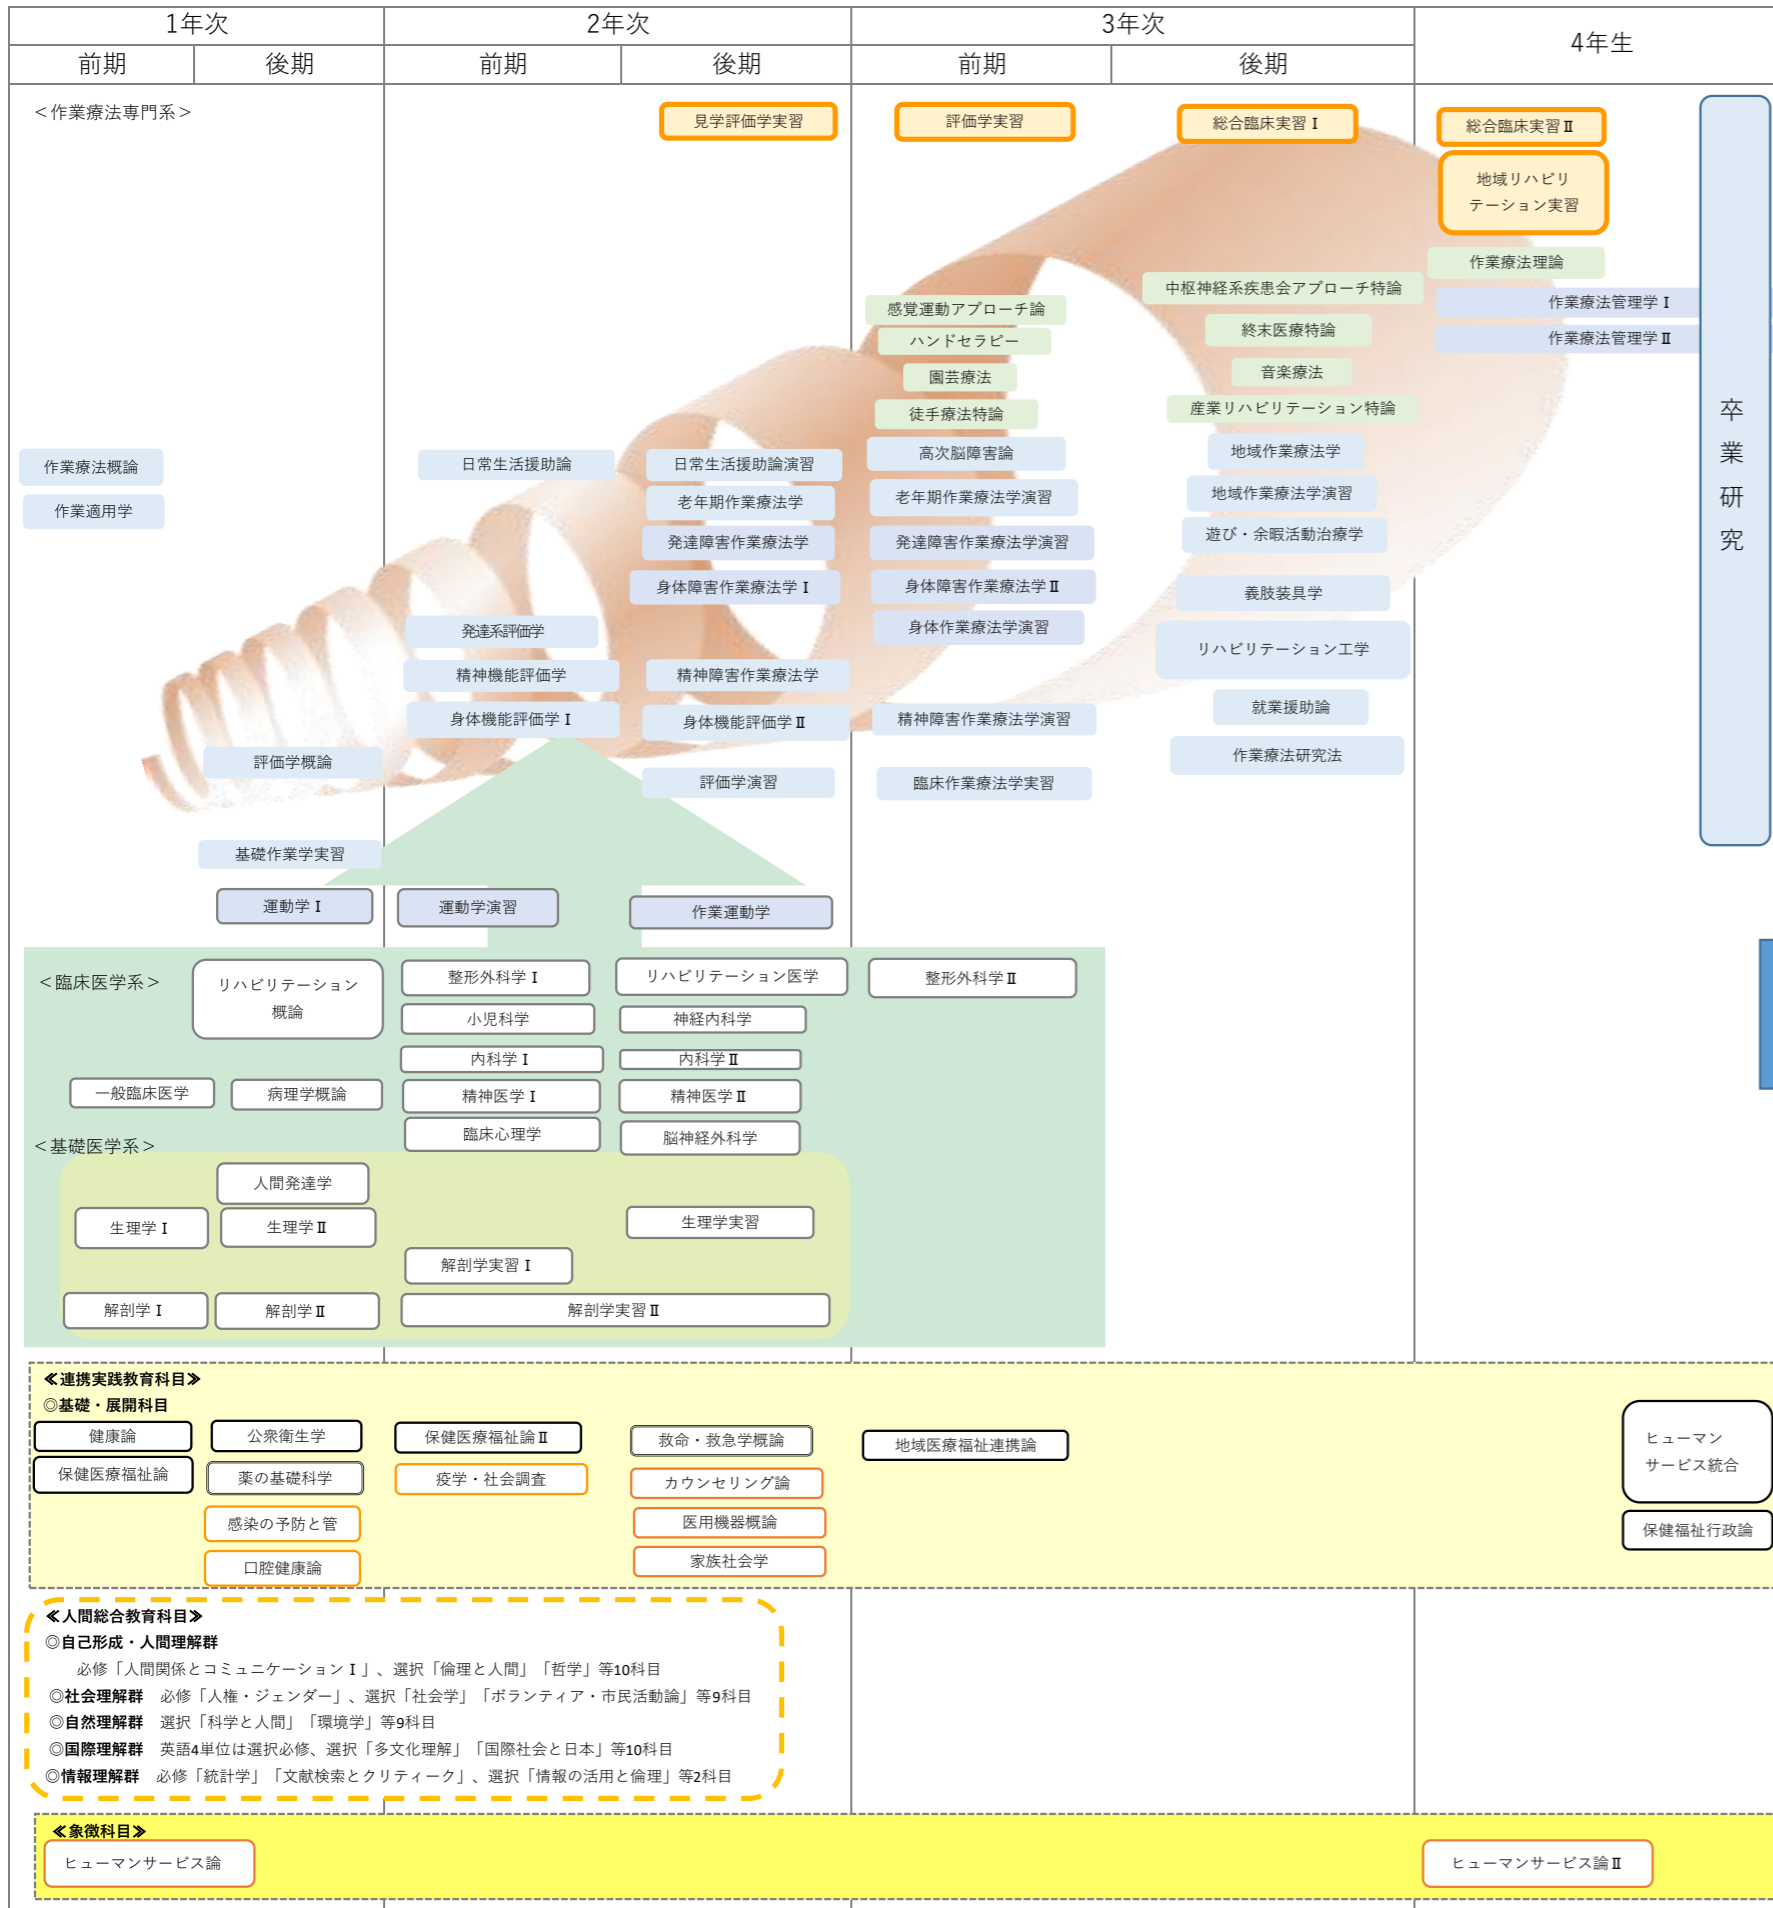 1年次
2年次
3年次
4年生
前期
後期
前期
後期
前期
後期
＜作業療法専門系＞
見学評価学実習
評価学実習
総合臨床実習Ⅰ
総合臨床実習Ⅱ
地域リハビリ
テーション実習
作業療法理論
作業療法管理学Ⅰ
作業療法管理学Ⅱ
卒業研究
感覚運動アプローチ論
ハンドセラピー
園芸療法
徒手療法特論
中枢神経系疾患会アプローチ特論
終末医療特論
音楽療法
産業リハビリテーション特論
作業療法概論
作業適用学
日常生活援助論
日常生活援助論演習
老年期作業療法学
発達障害作業療法学
身体障害作業療法学Ⅰ
高次脳障害論
老年期作業療法学演習
発達障害作業療法学演習
身体障害作業療法学Ⅱ
身体作業療法学演習
地域作業療法学
地域作業療法学演習
遊び・余暇活動治療学
義肢装具学
リハビリテーション工学
就業援助論
作業療法研究法
発達系評価学
精神機能評価学
身体機能評価学Ⅰ
精神障害作業療法学
身体機能評価学Ⅱ
精神障害作業療法学演習
評価学概論
評価学演習
臨床作業療法学実習
基礎作業学実習
運動学Ⅰ
運動学演習
作業運動学
＜臨床医学系＞
リハビリテーション
概論
整形外科学Ⅰ
リハビリテーション医学
整形外科学Ⅱ
小児科学
神経内科学
内科学Ⅰ
内科学Ⅱ
一般臨床医学
病理学概論
精神医学Ⅰ
精神医学Ⅱ
臨床心理学
脳神経外科学
＜基礎医学系＞
人間発達学
生理学Ⅰ
生理学Ⅱ
生理学実習
解剖学実習Ⅰ
解剖学Ⅰ
解剖学Ⅱ
解剖学実習Ⅱ
≪連携実践教育科目≫
◎基礎・展開科目
健康論
公衆衛生学
保健医療福祉論Ⅱ
救命・救急学概論
地域医療福祉連携論
ヒューマン
サービス統合
保健医療福祉論
薬の基礎科学
疫学・社会調査
カウンセリング論
感染の予防と管
医用機器概論
保健福祉行政論
口腔健康論
家族社会学
≪人間総合教育科目≫
◎自己形成・人間理解群
必修「人間関係とコミュニケーションⅠ」、選択「倫理と人間」「哲学」等10科目
◎社会理解群　必修「人権・ジェンダー」、選択「社会学」「ボランティア・市民活動論」等9科目
◎自然理解群　選択「科学と人間」「環境学」等9科目
◎国際理解群　英語4単位は選択必修、選択「多文化理解」「国際社会と日本」等10科目
◎情報理解群　必修「統計学」「文献検索とクリティーク」、選択「情報の活用と倫理」等2科目
≪象徴科目≫
ヒューマンサービス論
ヒューマンサービス論Ⅱ